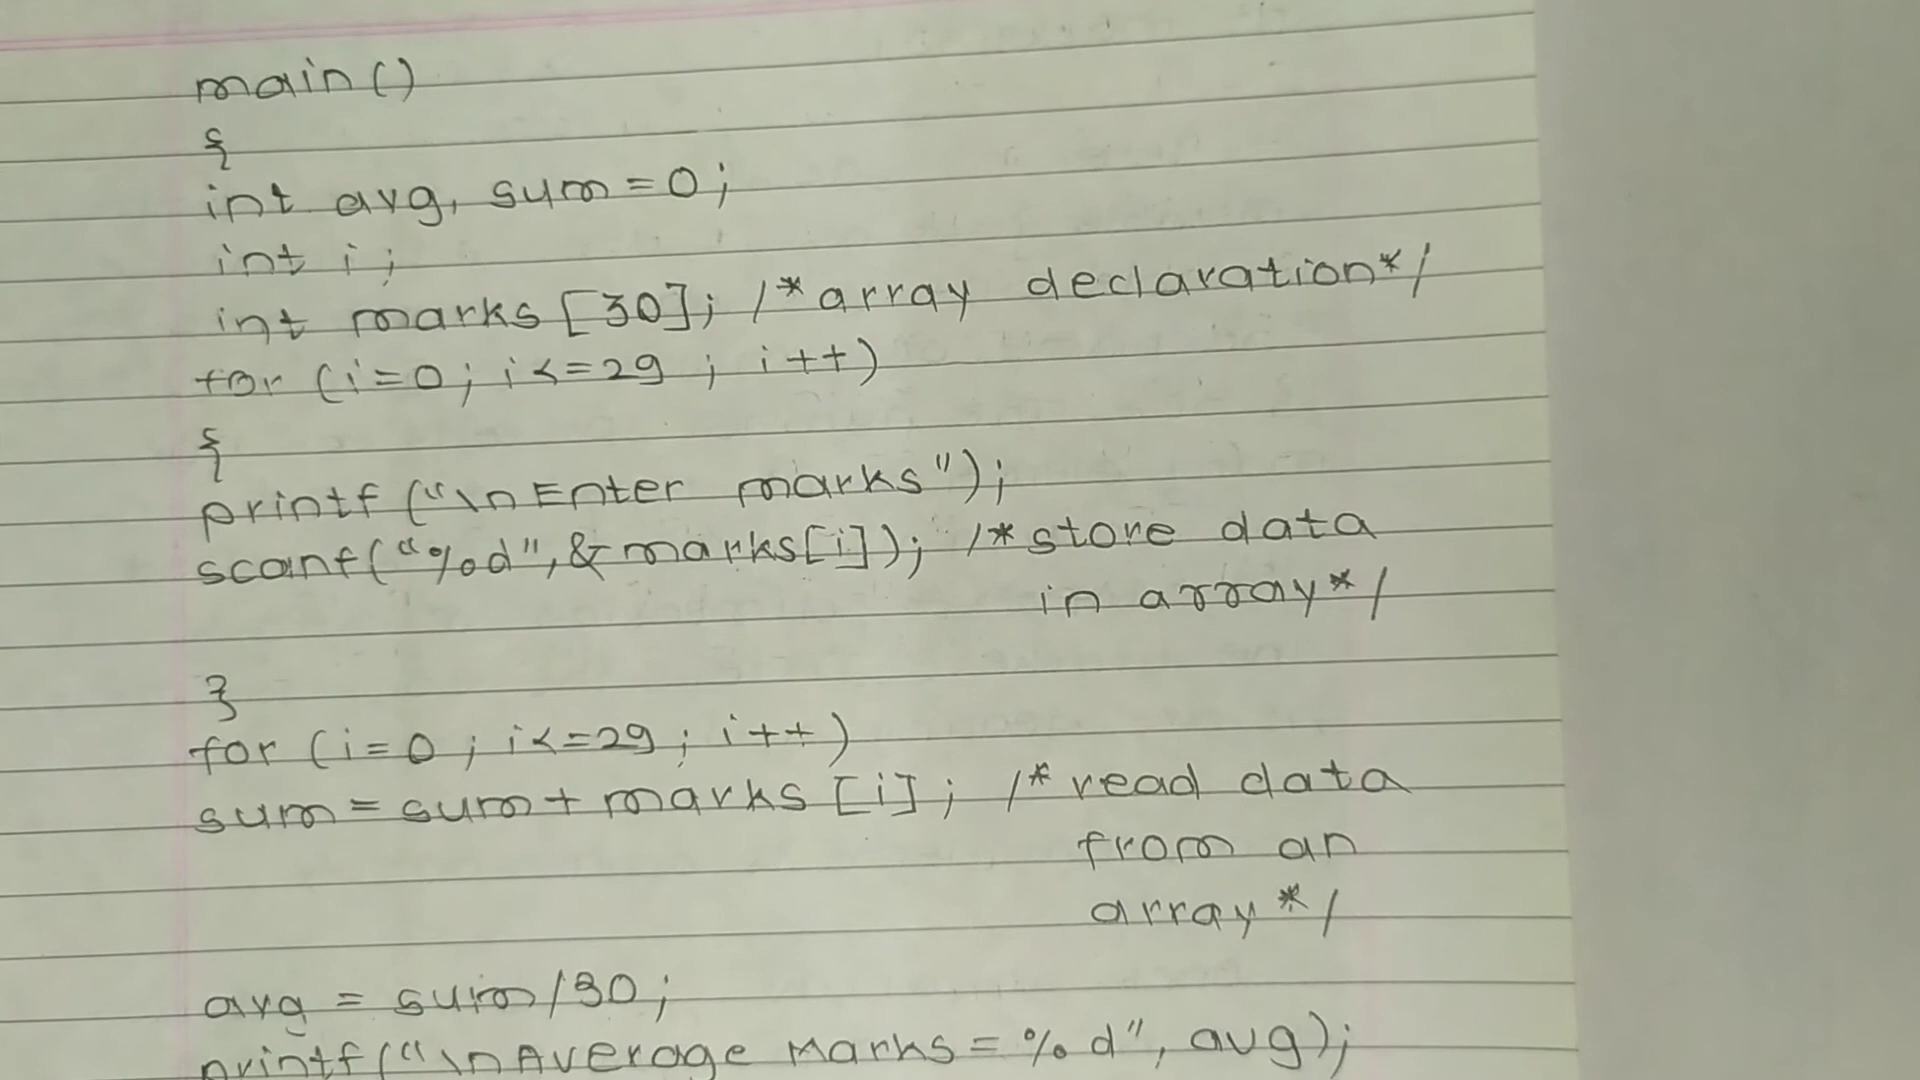 main()
{
int avg, sum=0;
int i;
int marks [30]; /*array declaration*/
for (i=0; i<=29 ; i++)
{
printf ("\n Enter marks");
scanf("%d",&marks[i]); /*store data
in array*/
}
for (i=0 ; i<=29 ; i++)
sum = sum + marks [i]; /*read data
from an
array*/
avg = sum/30;
printf("\n Average Marks = %d", avg);